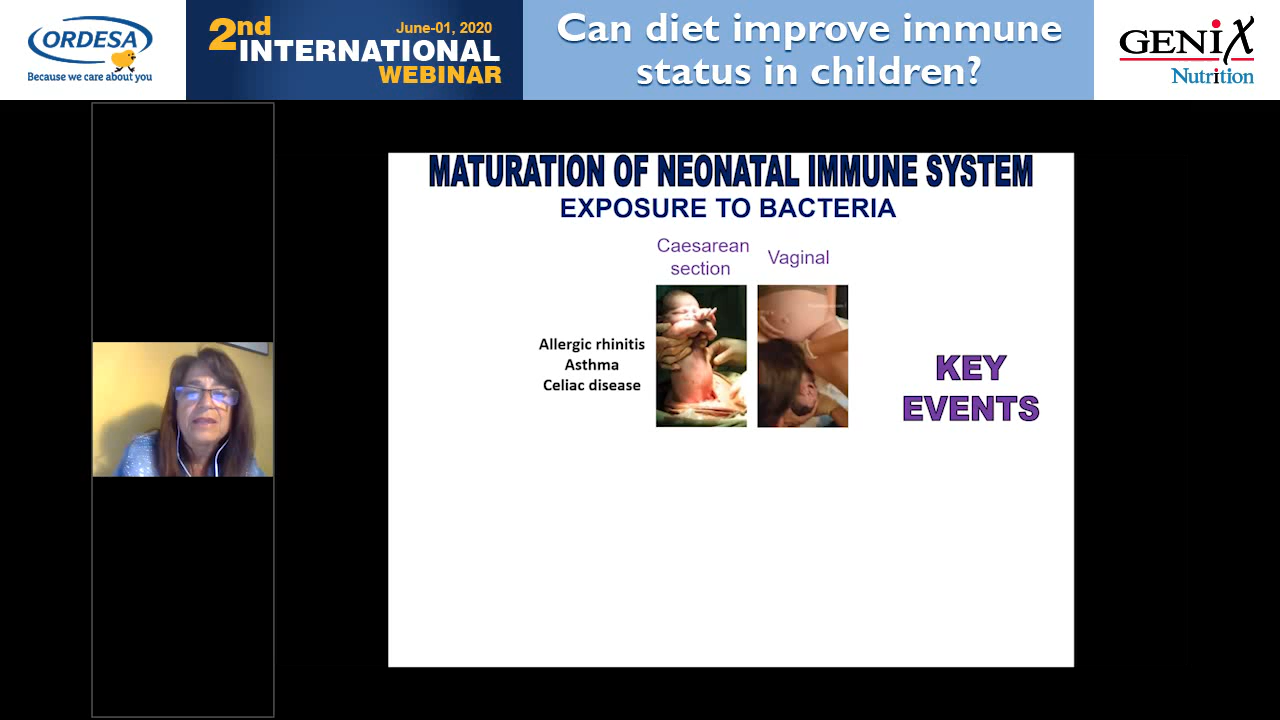 ORDESA
Because we care about you
2nd
June-01, 2020
INTERNATIONAL
WEBINAR
Can diet improve immune
status in children?
GENiX
Nutrition
MATURATION OF NEONATAL IMMUNE SYSTEM
EXPOSURE TO BACTERIA
Caesarean
section
Vaginal
Allergic rhinitis
Asthma
Celiac disease
KEY
EVENTS